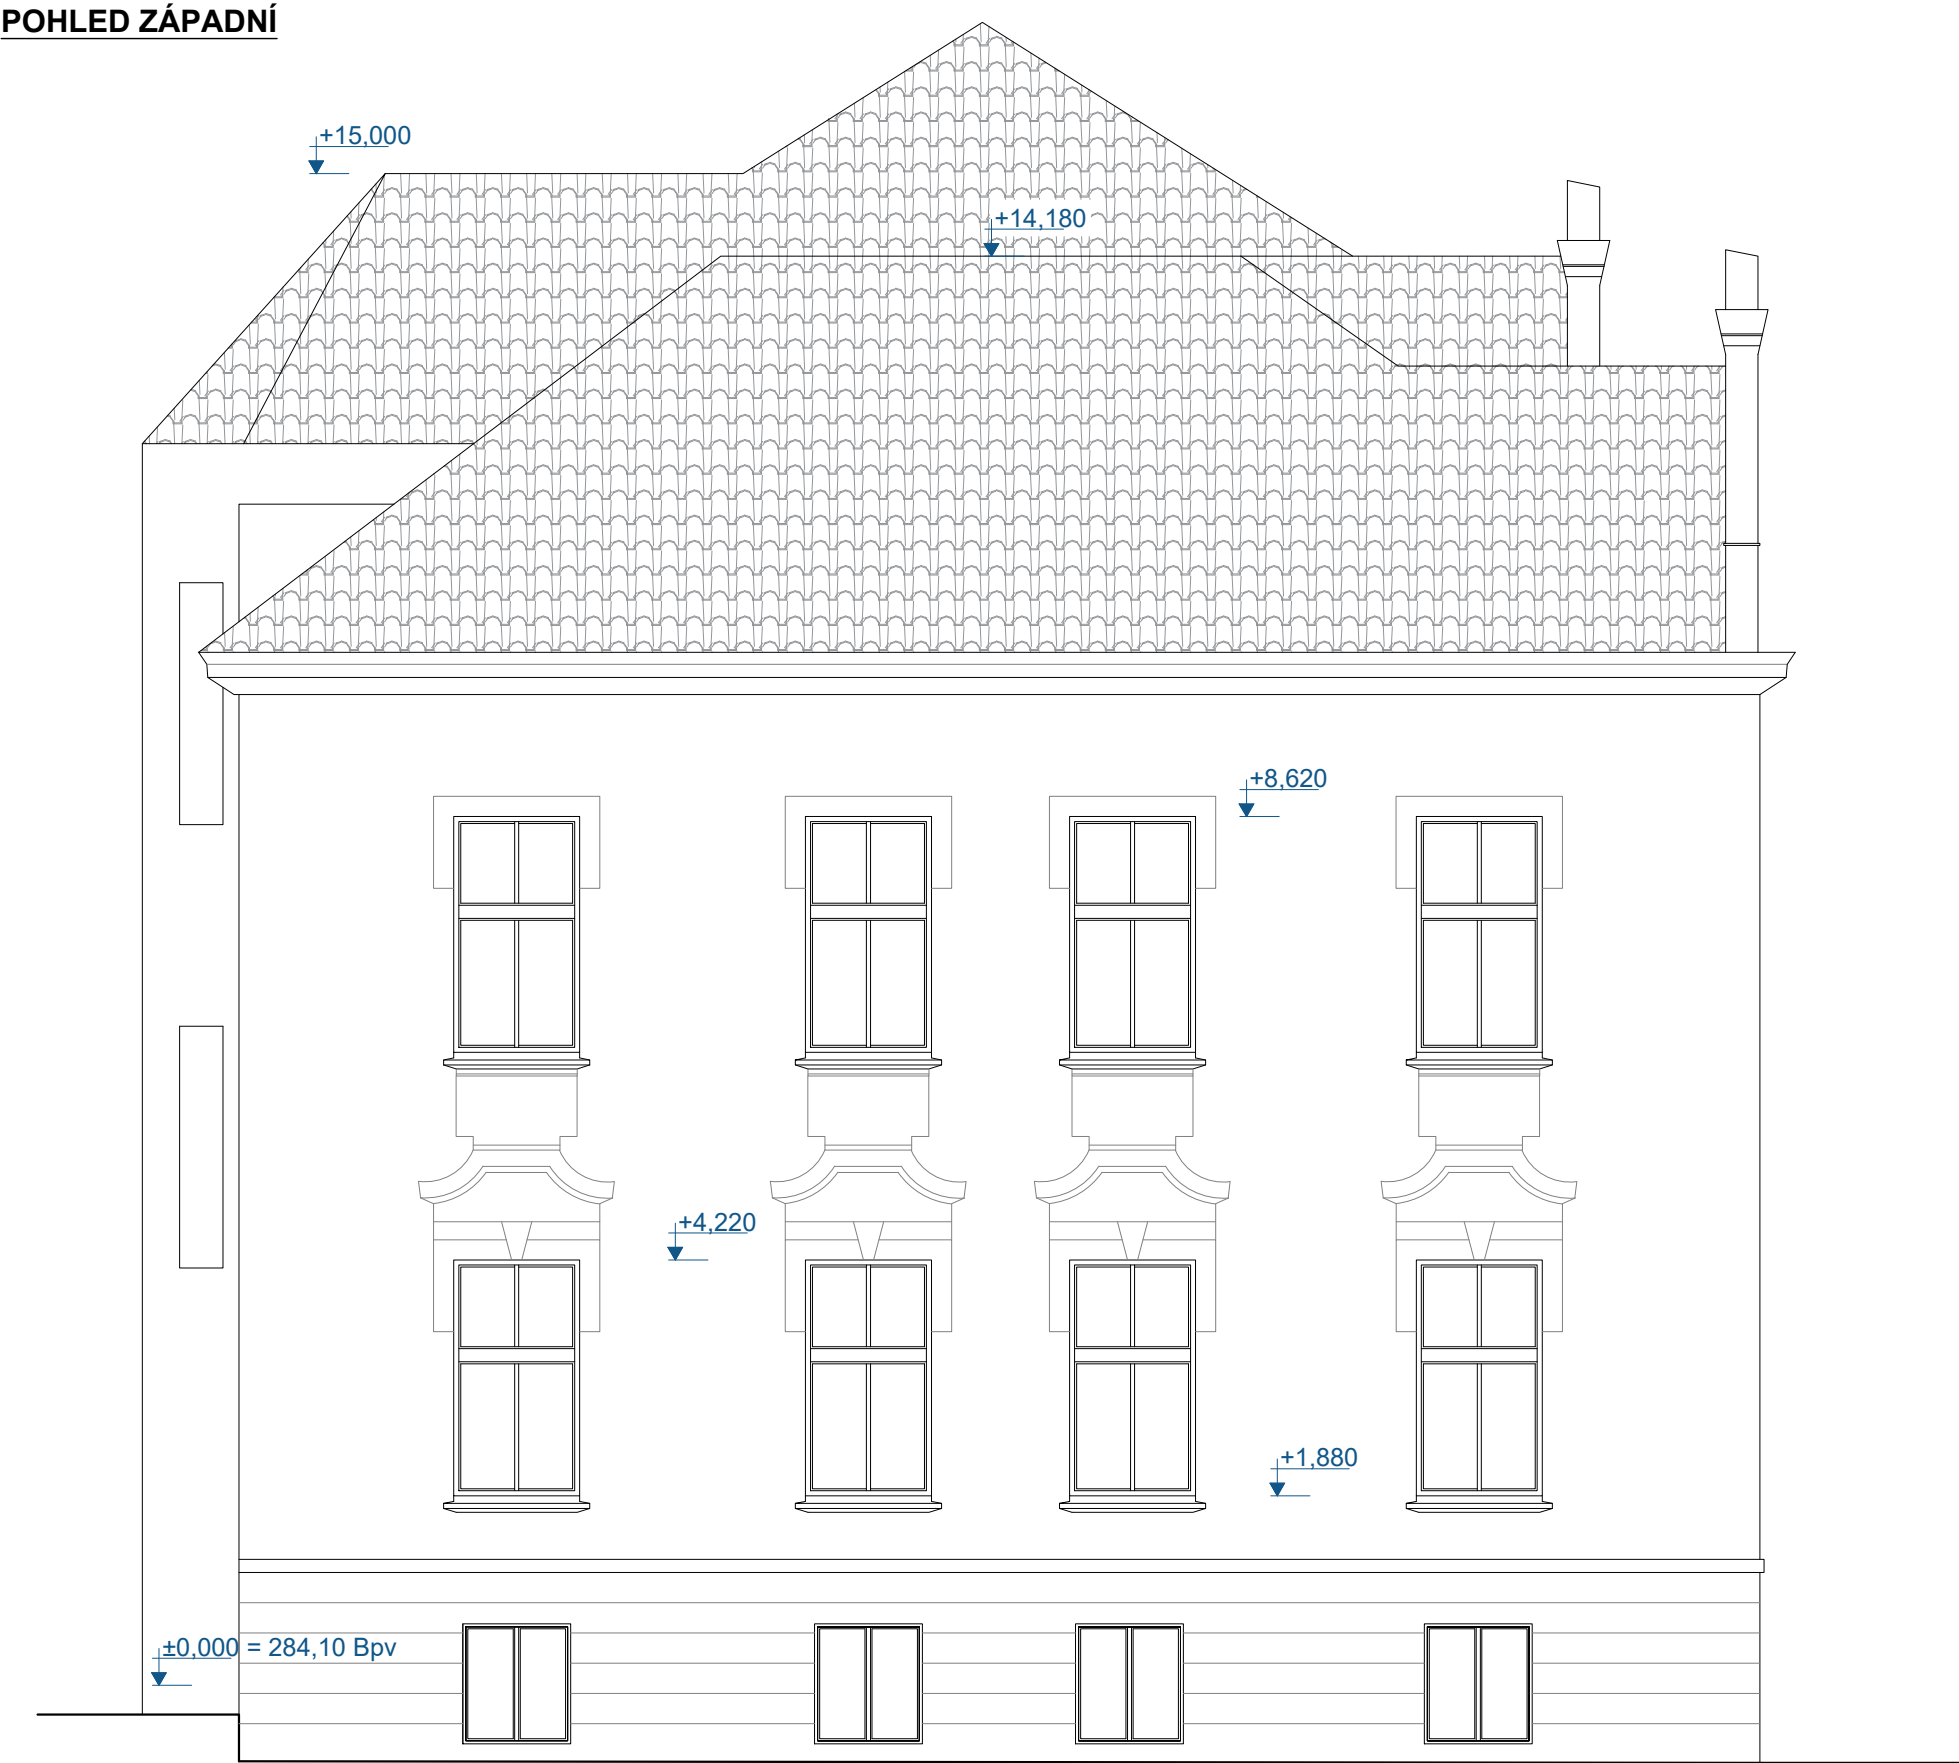 POHLED ZÁPADNÍ
+15,000
+14,180
+8,620
+4,220
+1,880
±0,000 = 284,10 Bpv